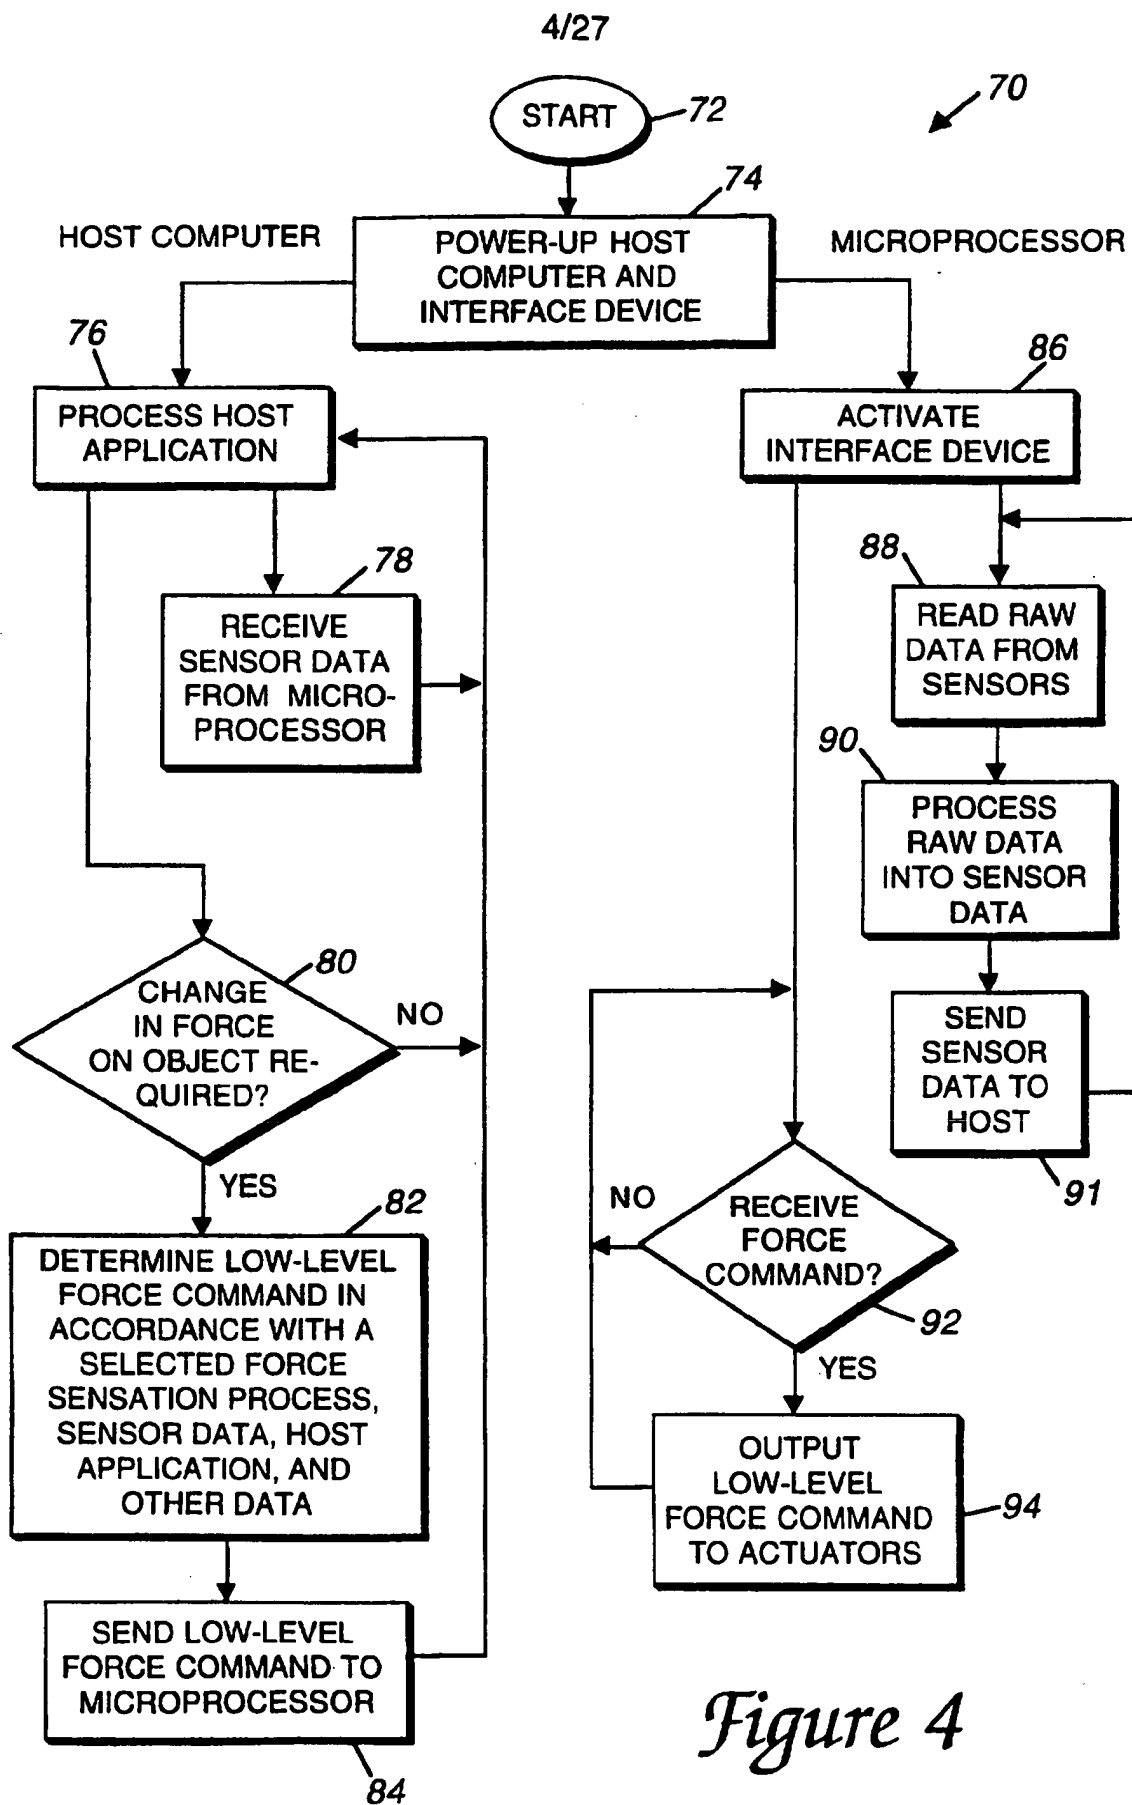 4/27
START
72
70
74
HOST COMPUTER
POWER-UP HOST
COMPUTER AND
INTERFACE DEVICE
MICROPROCESSOR
76
PROCESS HOST
APPLICATION
86
ACTIVATE
INTERFACE DEVICE
78
RECEIVE
SENSOR DATA
FROM MICRO-
PROCESSOR
88
READ RAW
DATA FROM
SENSORS
90
PROCESS
RAW DATA
INTO SENSOR
DATA
80
CHANGE
IN FORCE
ON OBJECT RE-
QUIRED?
NO
YES
SEND
SENSOR
DATA TO
HOST
91
82
DETERMINE LOW-LEVEL
FORCE COMMAND IN
ACCORDANCE WITH A
SELECTED FORCE
SENSATION PROCESS,
SENSOR DATA, HOST
APPLICATION, AND
OTHER DATA
NO
RECEIVE
FORCE
COMMAND?
92
YES
OUTPUT
LOW-LEVEL
FORCE COMMAND
TO ACTUATORS
94
SEND LOW-LEVEL
FORCE COMMAND TO
MICROPROCESSOR
84
Figure 4